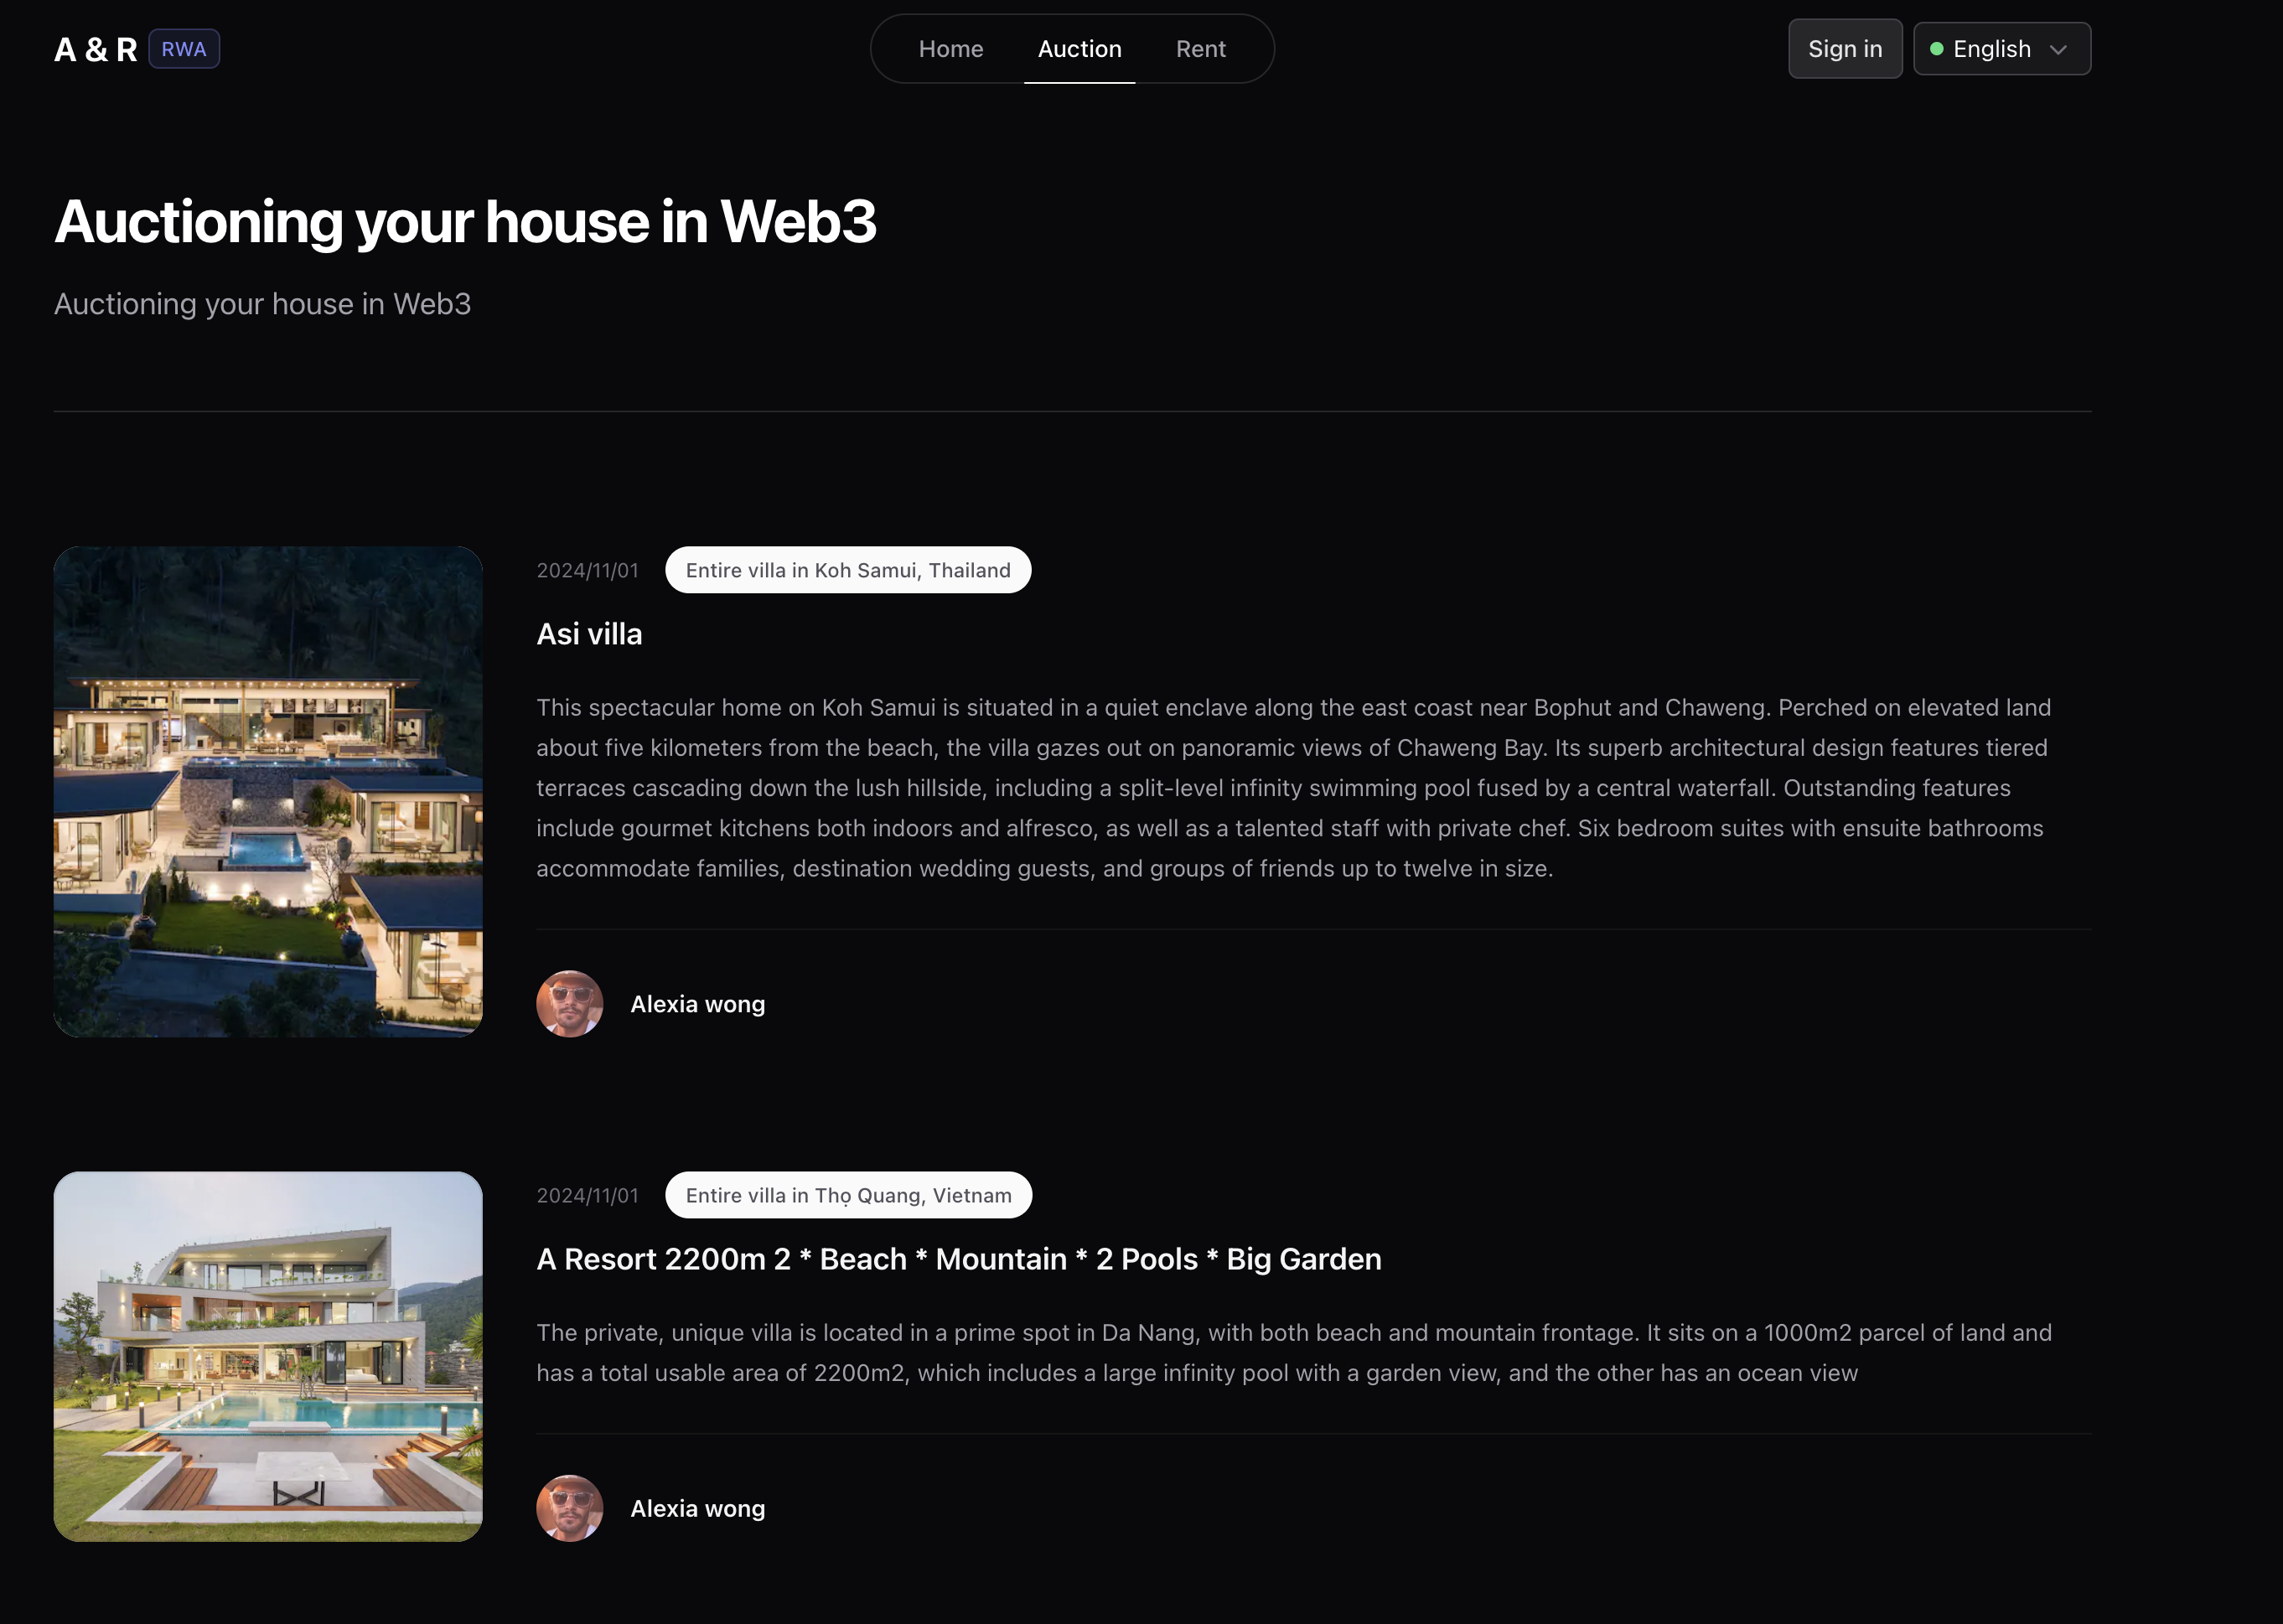 A & R RWA
Home Auction Rent
Sign in English
Auctioning your house in Web3
Auctioning your house in Web3
2024/11/01 Entire villa in Koh Samui, Thailand
Asi villa
This spectacular home on Koh Samui is situated in a quiet enclave along the east coast near Bophut and Chaweng. Perched on elevated land
about five kilometers from the beach, the villa gazes out on panoramic views of Chaweng Bay. Its superb architectural design features tiered
terraces cascading down the lush hillside, including a split-level infinity swimming pool fused by a central waterfall. Outstanding features
include gourmet kitchens both indoors and alfresco, as well as a talented staff with private chef. Six bedroom suites with ensuite bathrooms
accommodate families, destination wedding guests, and groups of friends up to twelve in size.
Alexia wong
2024/11/01 Entire villa in Thọ Quang, Vietnam
A Resort 2200m 2 * Beach * Mountain * 2 Pools * Big Garden
The private, unique villa is located in a prime spot in Da Nang, with both beach and mountain frontage. It sits on a 1000m2 parcel of land and
has a total usable area of 2200m2, which includes a large infinity pool with a garden view, and the other has an ocean view
Alexia wong